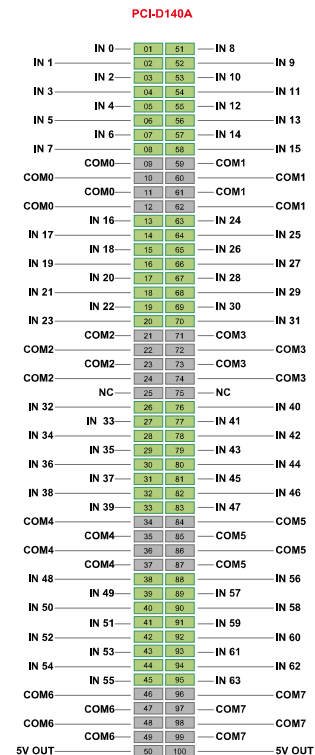 PCI-D140A
IN 0 01 51 IN 8
IN 1 02 52 IN 9
IN 2 03 53 IN 10
IN 3 04 54 IN 11
IN 4 05 55 IN 12
IN 5 06 56 IN 13
IN 6 07 57 IN 14
IN 7 08 58 IN 15
COM0 09 59 COM1
COM0 10 60 COM1
COM0 11 61 COM1
COM0 12 62 COM1
IN 16 13 63 IN 24
IN 17 14 64 IN 25
IN 18 15 65 IN 26
IN 19 16 66 IN 27
IN 20 17 67 IN 28
IN 21 18 68 IN 29
IN 22 19 69 IN 30
IN 23 20 70 IN 31
COM2 21 71 COM3
COM2 22 72 COM3
COM2 23 73 COM3
COM2 24 74 COM3
NC 25 75 NC
IN 32 26 76 IN 40
IN 33 27 77 IN 41
IN 34 28 78 IN 42
IN 35 29 79 IN 43
IN 36 30 80 IN 44
IN 37 31 81 IN 45
IN 38 32 82 IN 46
IN 39 33 83 IN 47
COM4 34 84 COM5
COM4 35 85 COM5
COM4 36 86 COM5
COM4 37 87 COM5
IN 48 38 88 IN 56
IN 49 39 89 IN 57
IN 50 40 90 IN 58
IN 51 41 91 IN 59
IN 52 42 92 IN 60
IN 53 43 93 IN 61
IN 54 44 94 IN 62
IN 55 45 95 IN 63
COM6 46 96 COM7
COM6 47 97 COM7
COM6 48 98 COM7
COM6 49 99 COM7
5V OUT 50 100 5V OUT